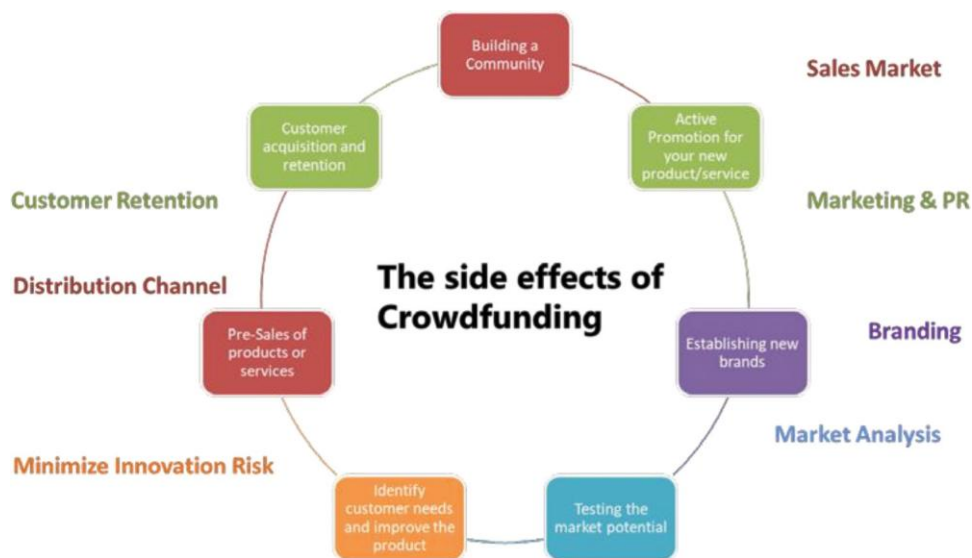 Building a
Community
Sales Market
Active
Promotion for
your new
product/service
Customer
acquisition and
retention
Customer Retention
Marketing & PR
The side effects of
Crowdfunding
Distribution Channel
Pre-Sales of
products or
services
Establishing new
brands
Branding
Market Analysis
Minimize Innovation Risk
Identify
customer needs
and improve the
product
Testing the
market potential